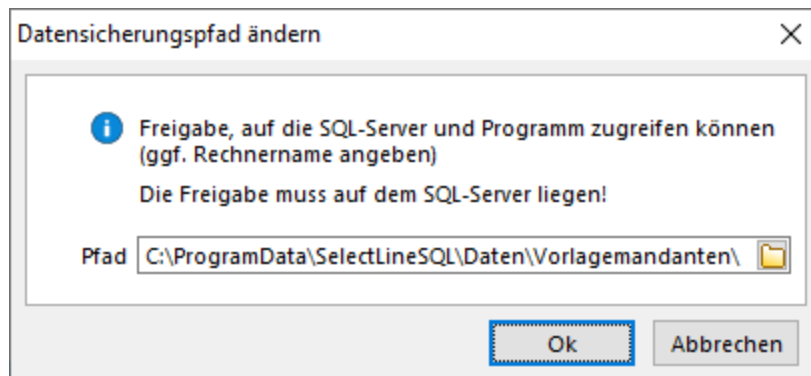 Datensicherungspfad ändern
Freigabe, auf die SQL-Server und Programm zugreifen können
(ggf. Rechnername angeben)
Die Freigabe muss auf dem SQL-Server liegen!
Pfad C:\ProgramData\SelectLineSQL\Daten\Vorlagemandanten\
Ok Abbrechen